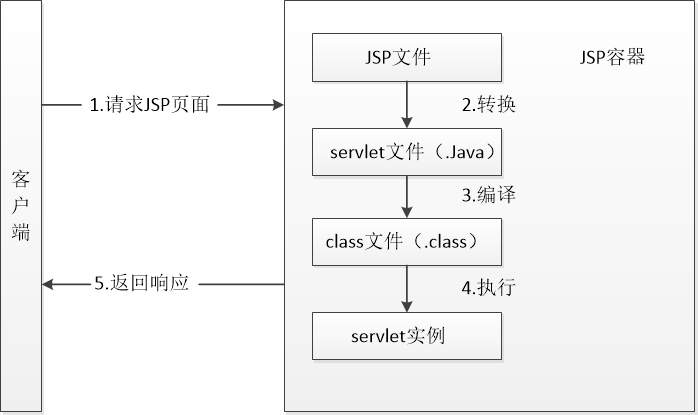 JSP文件
JSP容器
1.请求JSP页面
2.转换
servlet文件（.Java）
客户端
3.编译
class文件（.class）
5.返回响应
4.执行
servlet实例